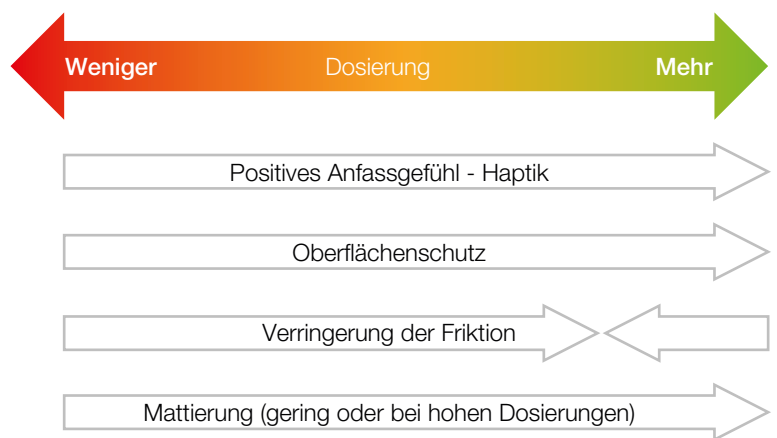 Weniger Dosierung Mehr
Positives Anfassgefühl - Haptik
Oberflächenschutz
Verringerung der Friktion
Mattierung (gering oder bei hohen Dosierungen)